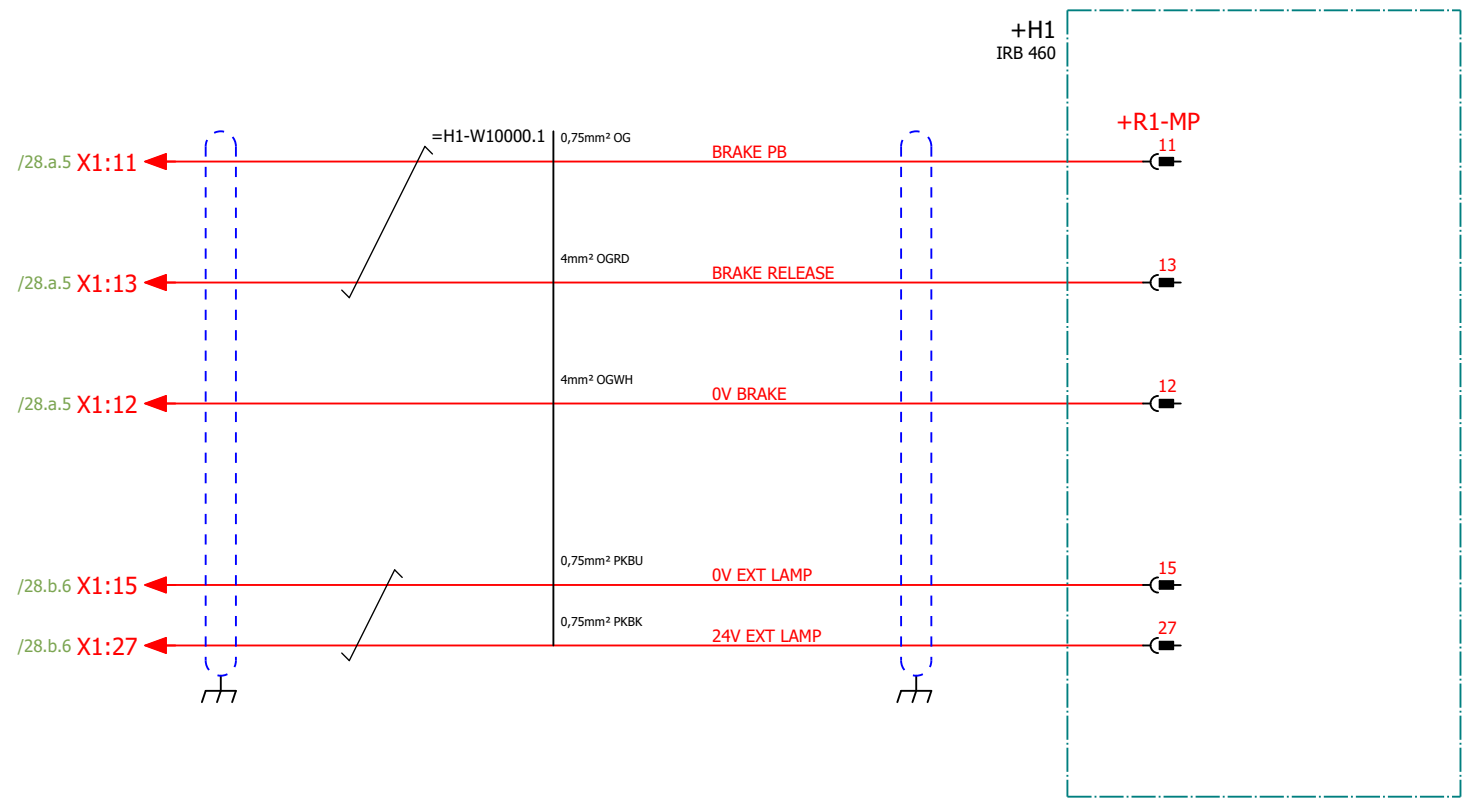 +H1
IRB 460
+R1-MP
=H1-W10000.1 0,75mm² OG
/28.a.5 X1:11 BRAKE PB 11
4mm² OGRD
/28.a.5 X1:13 BRAKE RELEASE 13
4mm² OGWH
/28.a.5 X1:12 0V BRAKE 12
0,75mm² PKBU
/28.b.6 X1:15 0V EXT LAMP 15
0,75mm² PKBK
/28.b.6 X1:27 24V EXT LAMP 27